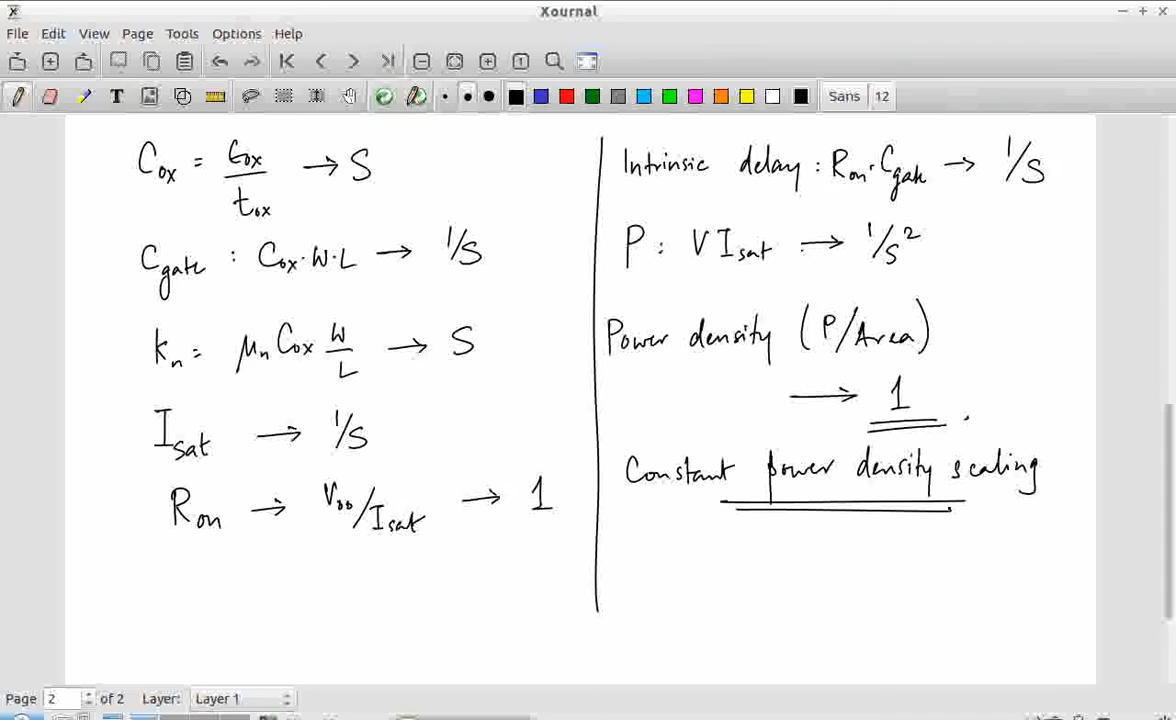 Xournal
File Edit View Page Tools Options Help
Sans 12
Cox = εox/tox → S
Cgate : Cox·W·L → 1/S
kn = μn Cox W/L → S
Isat → 1/S
Ron → VDD/Isat → 1
Intrinsic delay : Ron·Cgate → 1/S
P : V Isat → 1/S²
Power density (P/Area)
→ 1
Constant power density scaling
Page 2 of 2 Layer: Layer 1